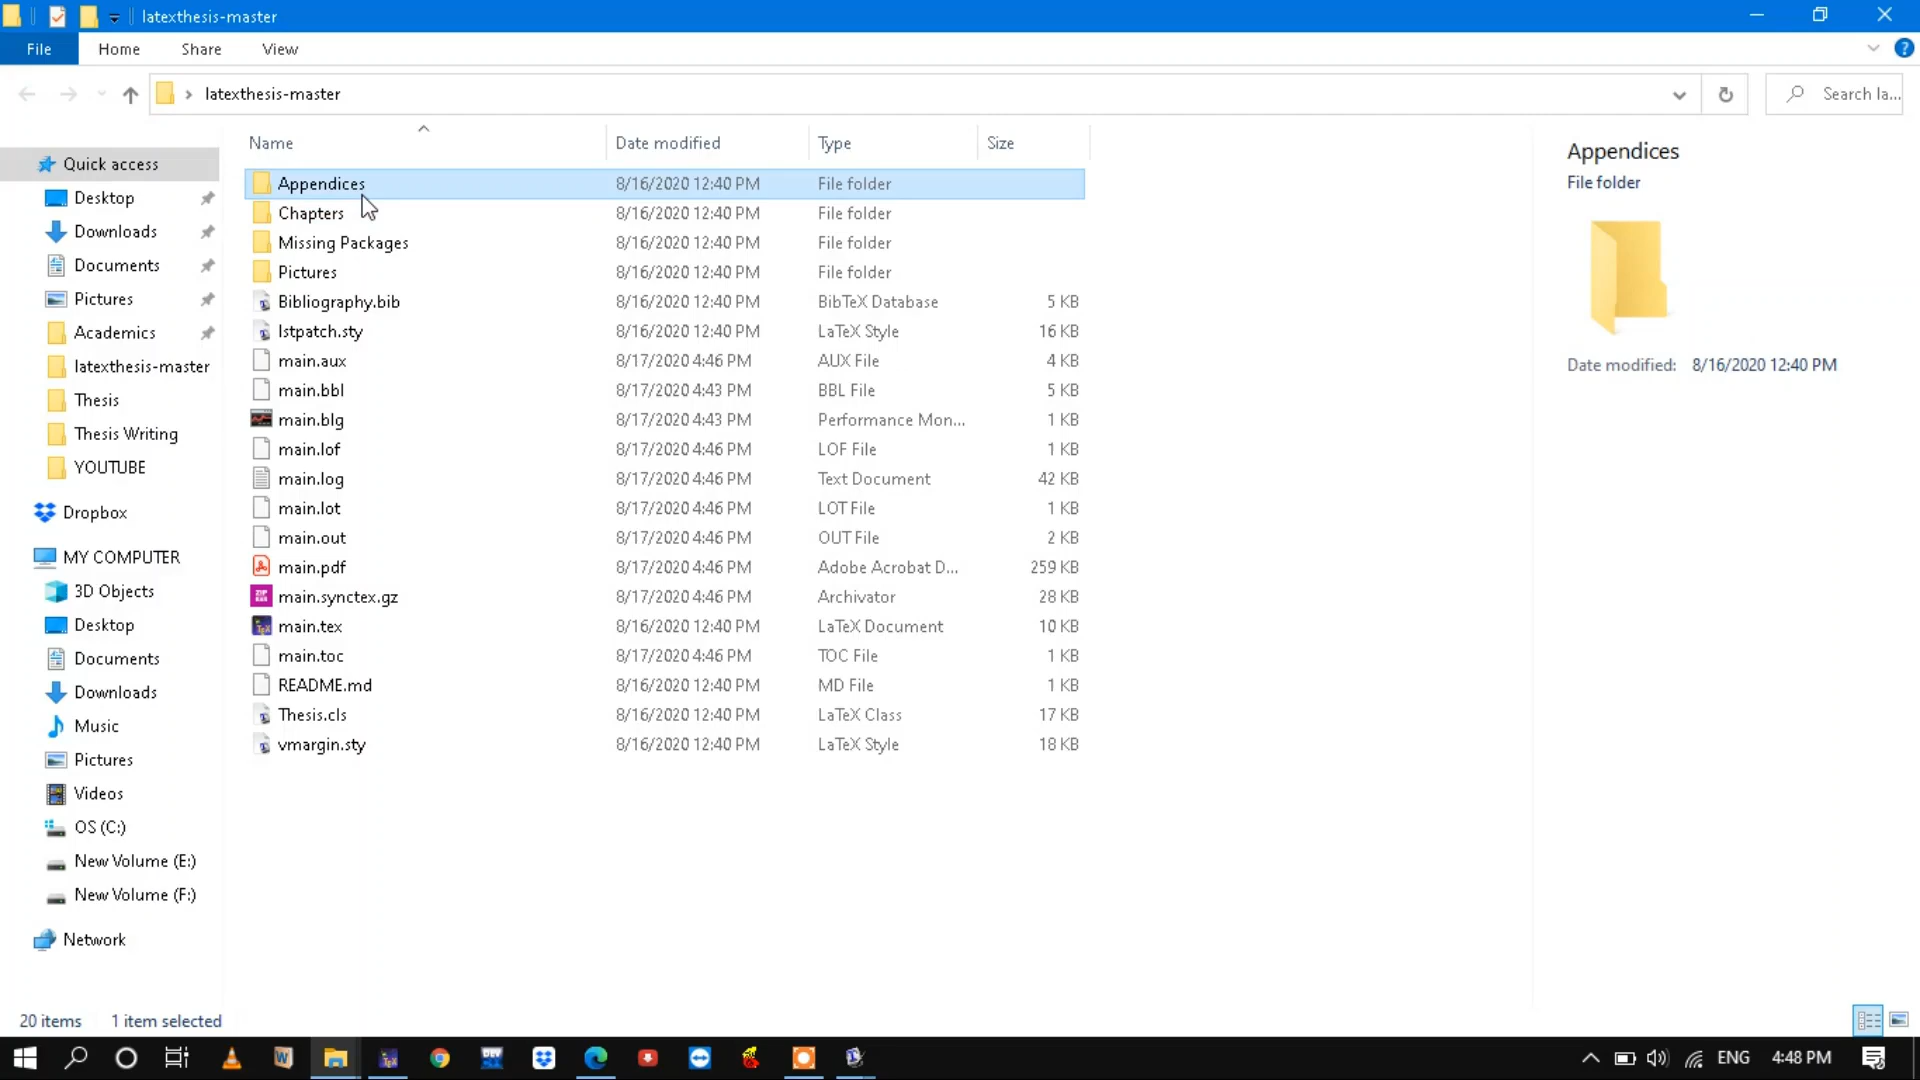 latexthesis-master
File Home Share View
latexthesis-master
Search la...
Name Date modified Type Size
Quick access
Desktop
Downloads
Documents
Pictures
Academics
latexthesis-master
Thesis
Thesis Writing
YOUTUBE
Dropbox
MY COMPUTER
3D Objects
Desktop
Documents
Downloads
Music
Pictures
Videos
OS (C:)
New Volume (E:)
New Volume (F:)
Network
Appendices 8/16/2020 12:40 PM File folder
Chapters 8/16/2020 12:40 PM File folder
Missing Packages 8/16/2020 12:40 PM File folder
Pictures 8/16/2020 12:40 PM File folder
Bibliography.bib 8/16/2020 12:40 PM BibTeX Database 5 KB
lstpatch.sty 8/16/2020 12:40 PM LaTeX Style 16 KB
main.aux 8/17/2020 4:46 PM AUX File 4 KB
main.bbl 8/17/2020 4:43 PM BBL File 5 KB
main.blg 8/17/2020 4:43 PM Performance Mon... 1 KB
main.lof 8/17/2020 4:46 PM LOF File 1 KB
main.log 8/17/2020 4:46 PM Text Document 42 KB
main.lot 8/17/2020 4:46 PM LOT File 1 KB
main.out 8/17/2020 4:46 PM OUT File 2 KB
main.pdf 8/17/2020 4:46 PM Adobe Acrobat D... 259 KB
main.synctex.gz 8/17/2020 4:46 PM Archivator 28 KB
main.tex 8/16/2020 12:40 PM LaTeX Document 10 KB
main.toc 8/17/2020 4:46 PM TOC File 1 KB
README.md 8/16/2020 12:40 PM MD File 1 KB
Thesis.cls 8/16/2020 12:40 PM LaTeX Class 17 KB
vmargin.sty 8/16/2020 12:40 PM LaTeX Style 18 KB
Appendices
File folder
Date modified: 8/16/2020 12:40 PM
20 items 1 item selected
ENG 4:48 PM